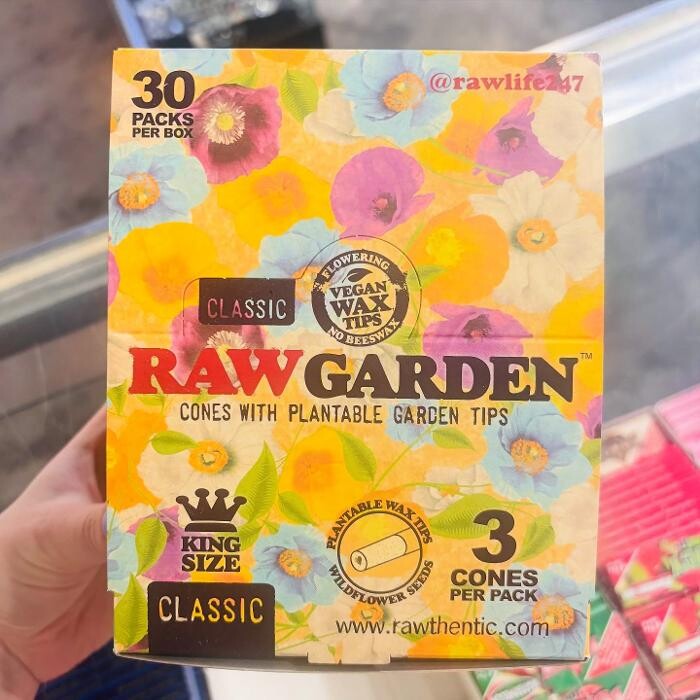 30
PACKS
PER BOX
@rawlife247
CLASSIC
FLOWERING
VEGAN
WAX
TIPS
NO BEESWAX
RAW GARDEN™
CONES WITH PLANTABLE GARDEN TIPS
KING
SIZE
CLASSIC
PLANTABLE WAX TIPS
WILDFLOWER SEEDS
3
CONES
PER PACK
www.rawthentic.com